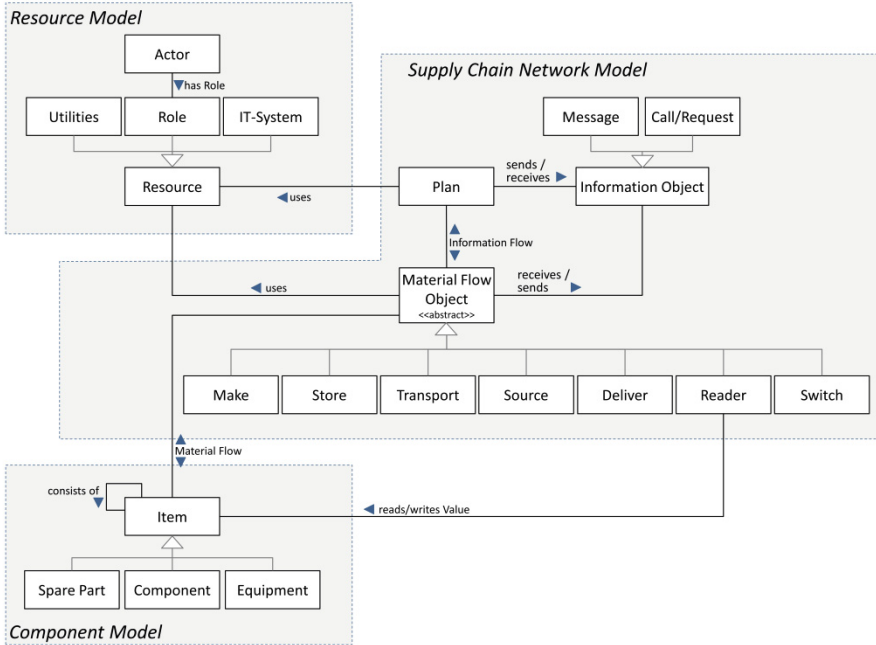 Resource Model
Actor
has Role
Utilities
Role
IT-System
Resource
Supply Chain Network Model
Message
Call/Request
sends /
receives
Plan
Information Object
uses
Information Flow
Material Flow
Object
<<abstract>>
receives /
sends
uses
Make
Store
Transport
Source
Deliver
Reader
Switch
Material Flow
consists of
Item
reads/writes Value
Spare Part
Component
Equipment
Component Model